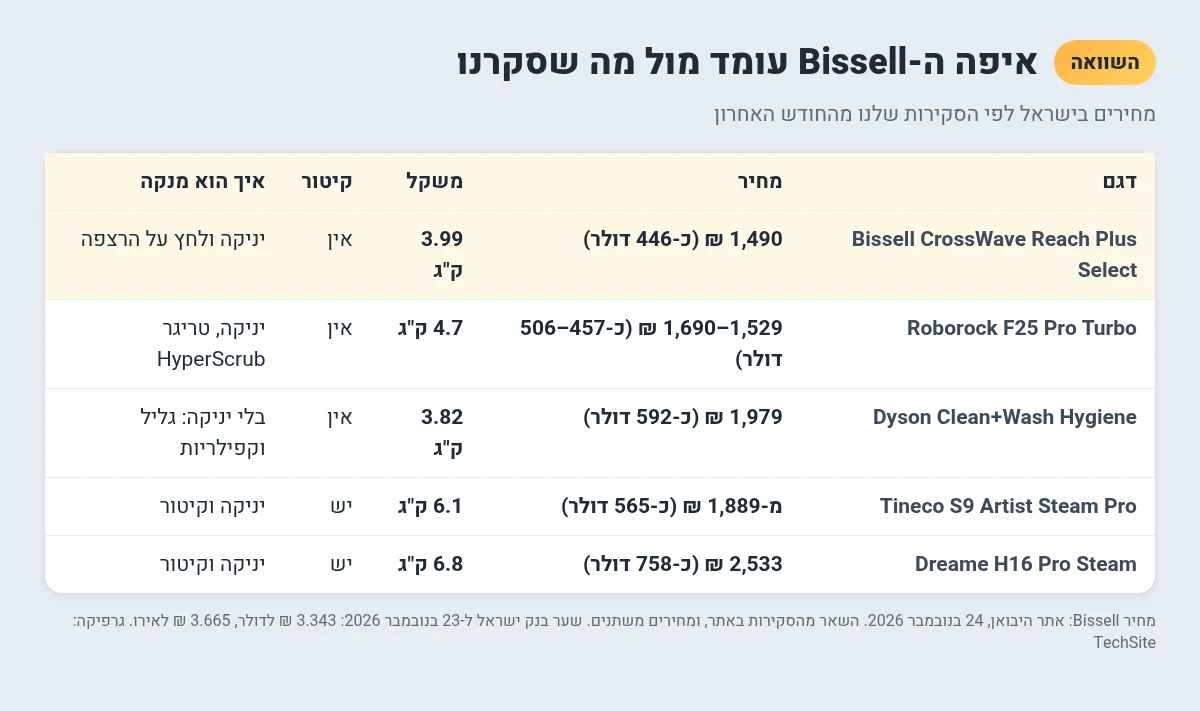 השוואה איפה ה-Bissell עומד מול מה שסקרנו
מחירים בישראל לפי הסקירות שלנו מהחודש האחרון
דגם מחיר משקל קיטור איך הוא מנקה
Bissell CrossWave Reach Plus 1,490 ₪ (כ-446 דולר) 3.99 אין יניקה ולחץ על הרצפה
Select ק"ג
Roborock F25 Pro Turbo 1,529–1,690 ₪ (כ-457–506 4.7 ק"ג אין יניקה, טריגר
דולר) HyperScrub
Dyson Clean+Wash Hygiene 1,979 ₪ (כ-592 דולר) 3.82 אין בלי יניקה: גליל
ק"ג וקפילריות
Tineco S9 Artist Steam Pro מ-1,889 ₪ (כ-565 דולר) 6.1 ק"ג יש יניקה וקיטור
Dreame H16 Pro Steam 2,533 ₪ (כ-758 דולר) 6.8 ק"ג יש יניקה וקיטור
מחיר Bissell: אתר היבואן, 24 בנובמבר 2026. השאר מהסקירות באתר, ומחירים משתנים. שער בנק ישראל ל-23 בנובמבר 2026: 3.343 ₪ לדולר, 3.665 ₪ לאירו. גרפיקה:
TechSite